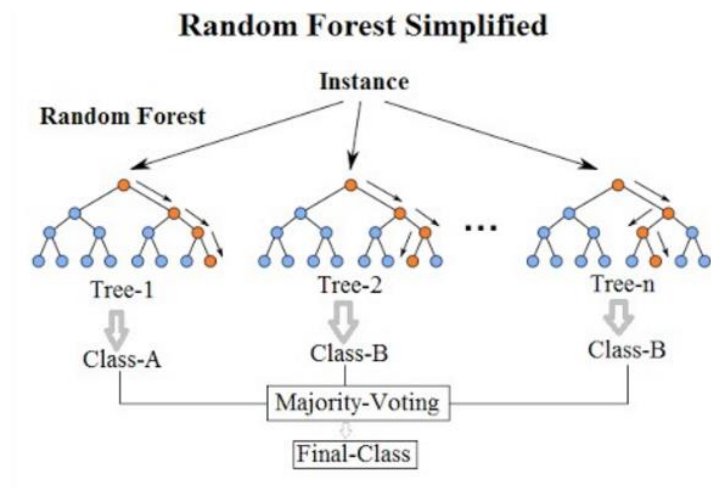 Random Forest Simplified
Instance
Random Forest
...
Tree-1
Tree-2
Tree-n
Class-A
Class-B
Class-B
Majority-Voting
Final-Class